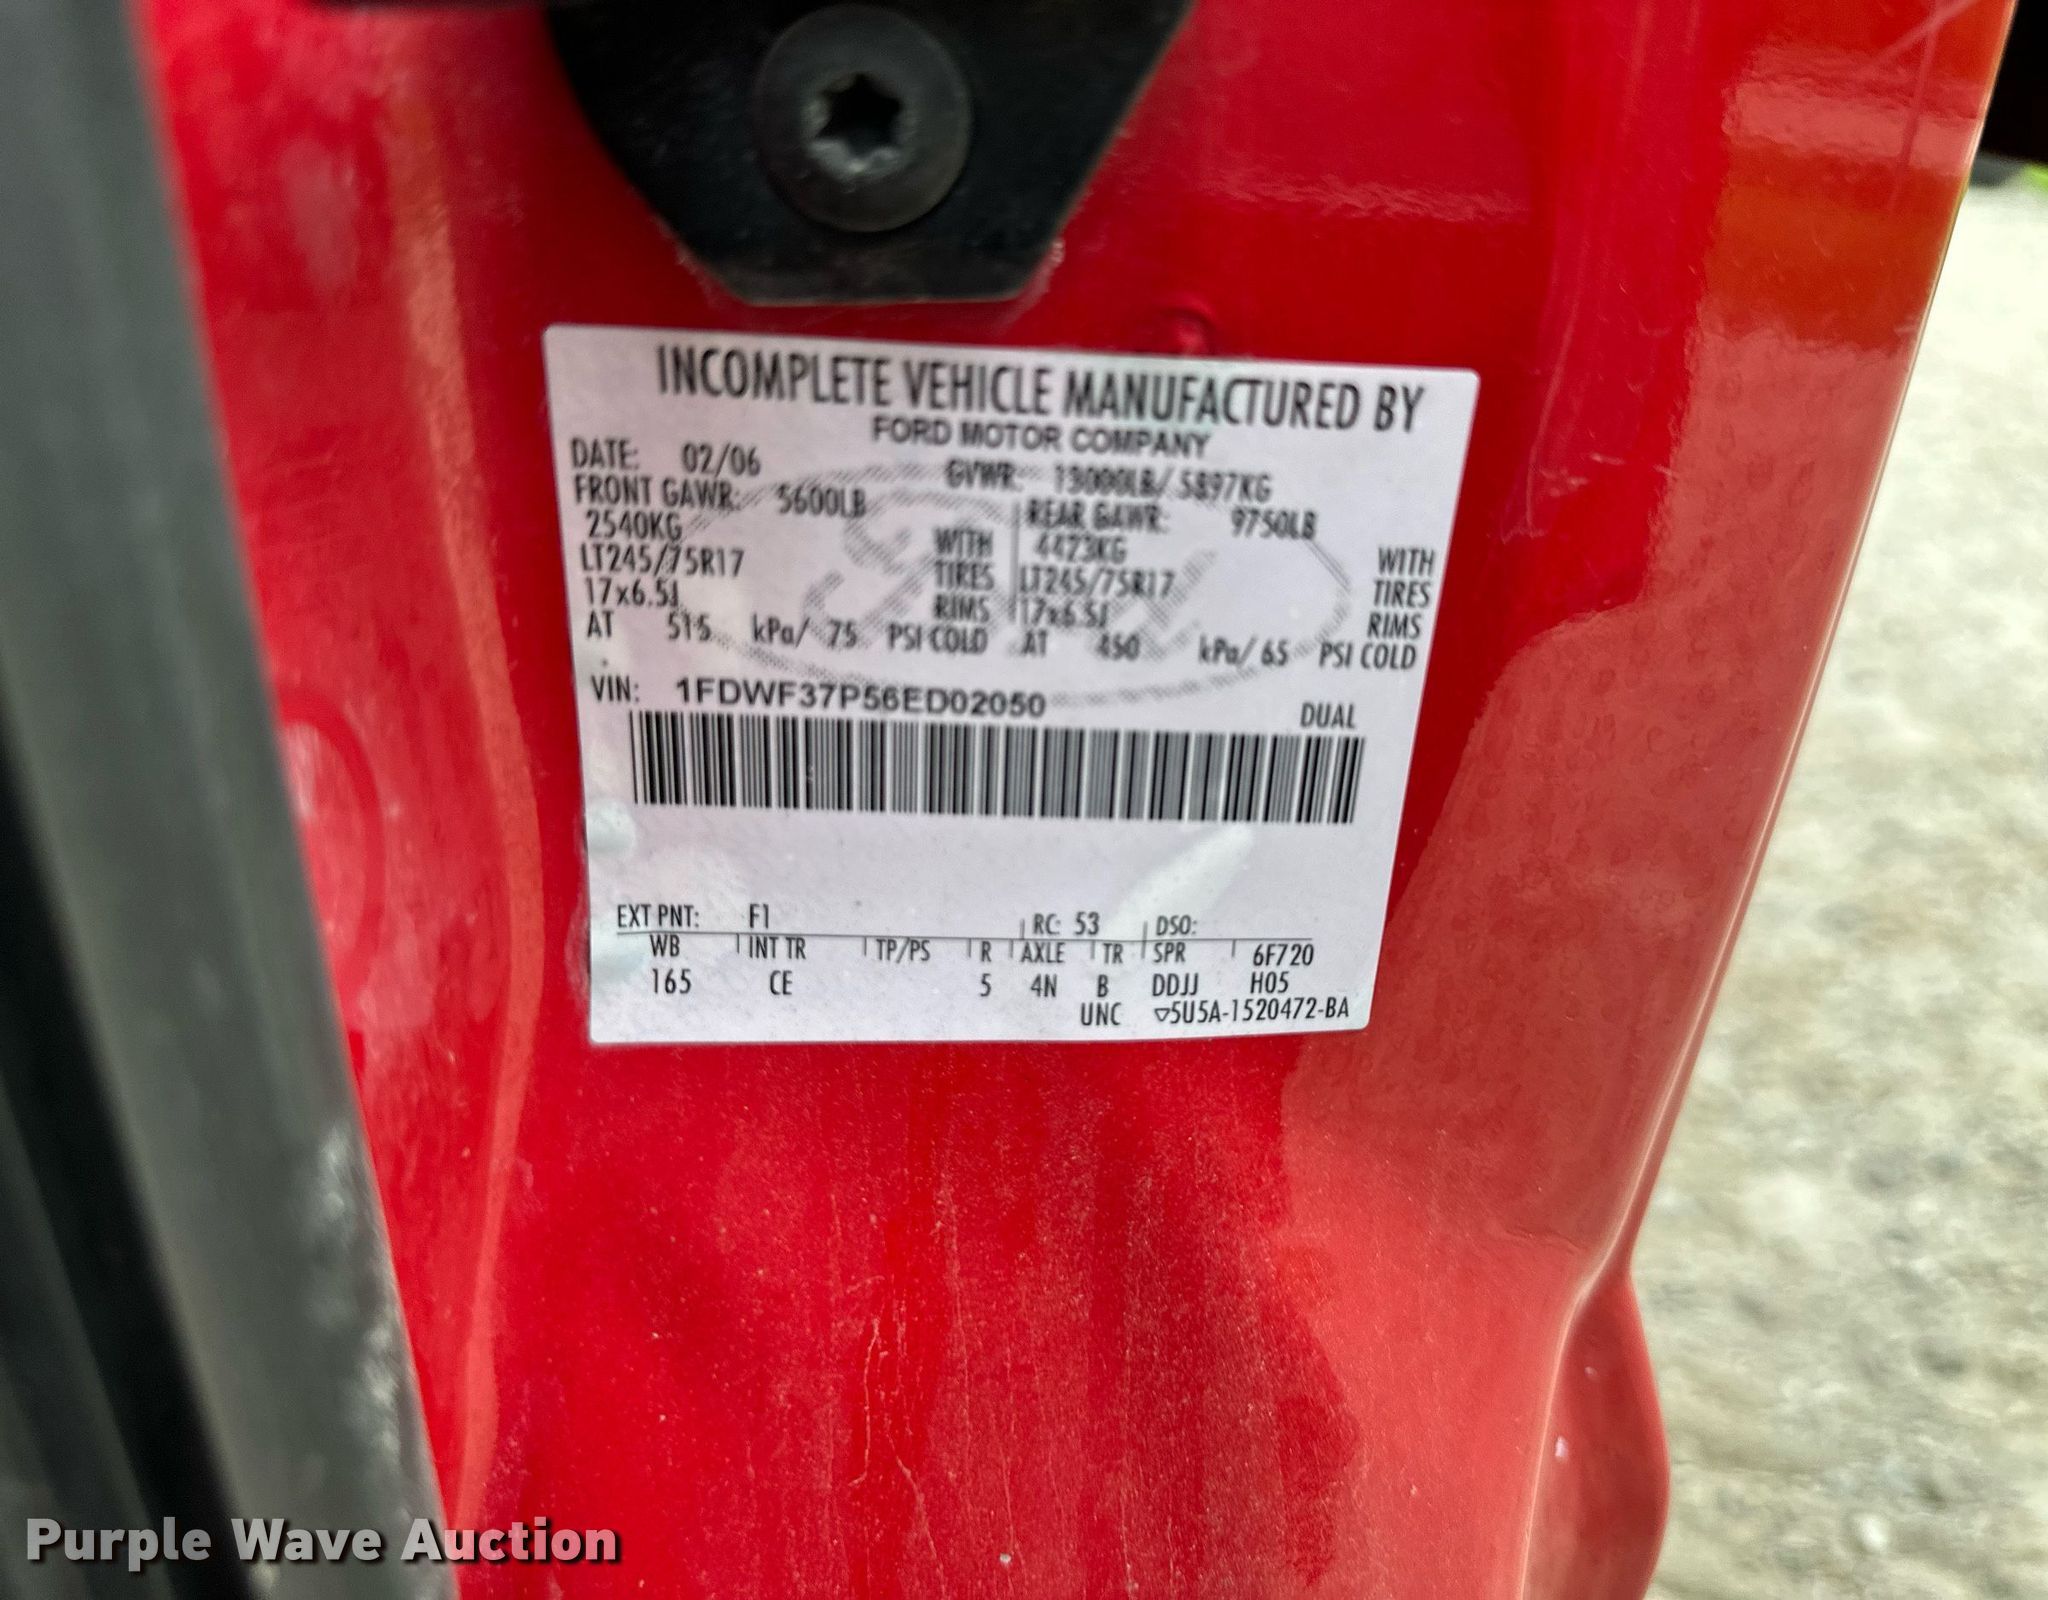 INCOMPLETE VEHICLE MANUFACTURED BY
FORD MOTOR COMPANY
DATE: 02/06 GVWR: 13000LB/ 5897KG
FRONT GAWR: 5600LB REAR GAWR: 9750LB
2540KG WITH 4423KG WITH
LT245/75R17 TIRES LT245/75R17 TIRES
17x6.5J RIMS 17x6.5J RIMS
AT 515 kPa/ 75 PSI COLD AT 450 kPa/ 65 PSI COLD
VIN: 1FDWF37P56ED02050
DUAL
EXT PNT: F1 RC: 53 DSO:
WB INT TR TP/PS R AXLE TR SPR 6F720
165 CE 5 4N B DDJJ H05
UNC ▽5U5A-1520472-BA
Purple Wave Auction